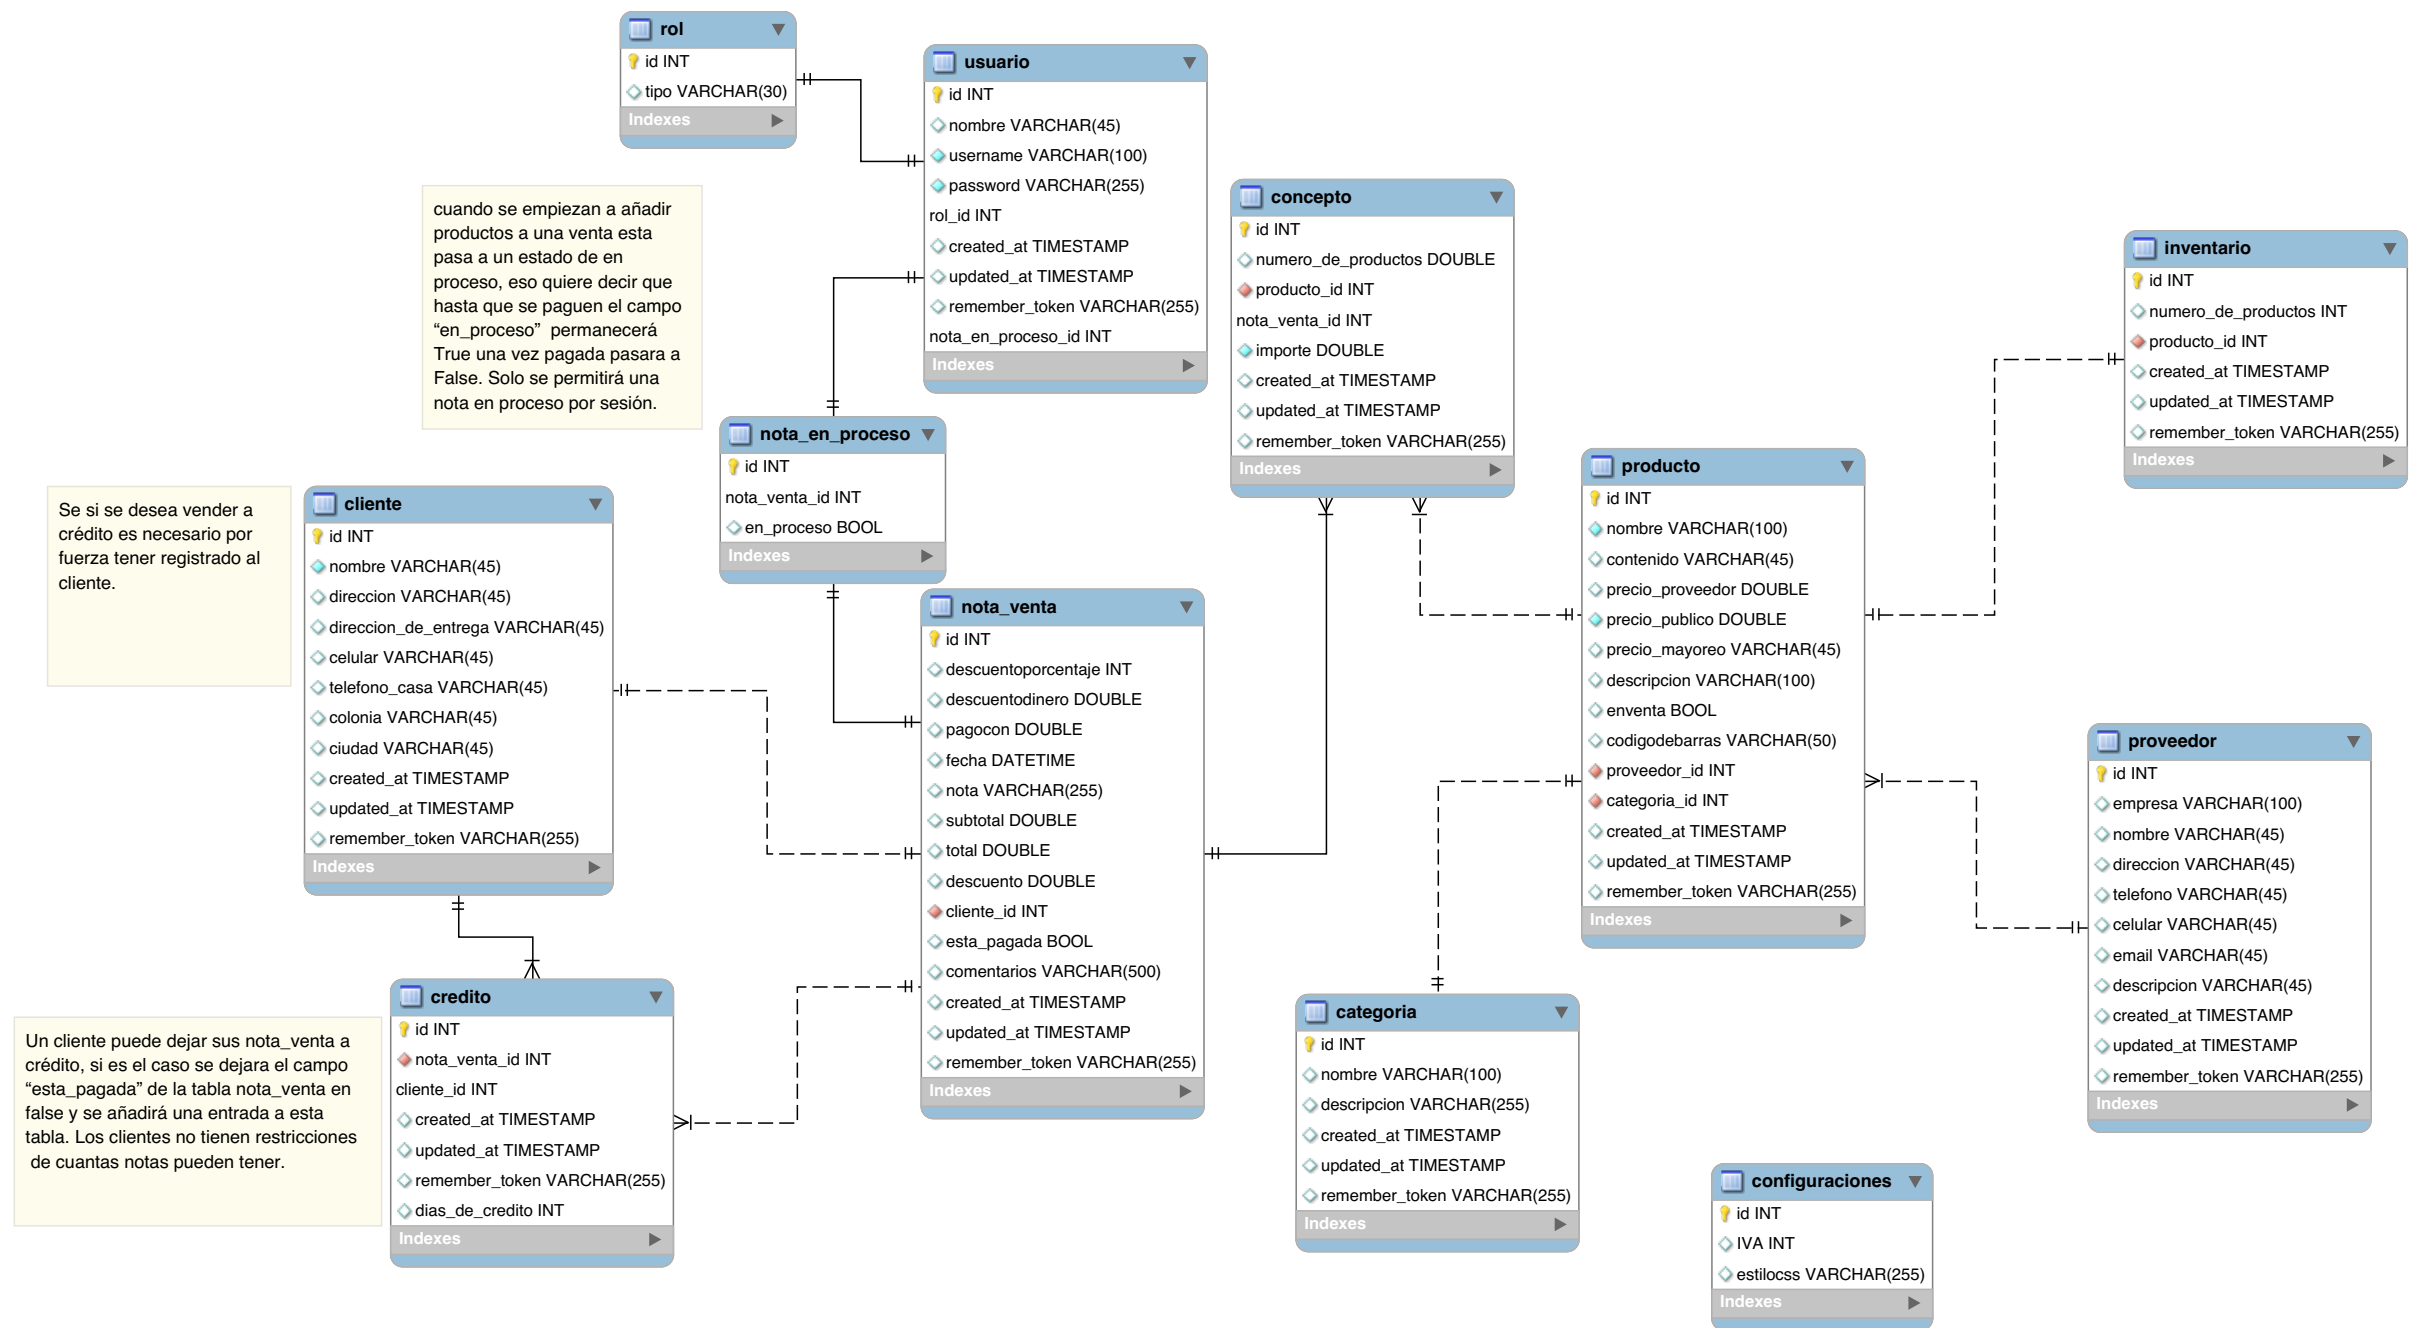 rol
id INT
tipo VARCHAR(30)
Indexes
usuario
id INT
nombre VARCHAR(45)
username VARCHAR(100)
password VARCHAR(255)
rol_id INT
created_at TIMESTAMP
updated_at TIMESTAMP
remember_token VARCHAR(255)
nota_en_proceso_id INT
Indexes
cuando se empiezan a añadir
productos a una venta esta
pasa a un estado de en
proceso, eso quiere decir que
hasta que se paguen el campo
“en_proceso”  permanecerá
True una vez pagada pasara a
False. Solo se permitirá una
nota en proceso por sesión.
concepto
id INT
numero_de_productos DOUBLE
producto_id INT
nota_venta_id INT
importe DOUBLE
created_at TIMESTAMP
updated_at TIMESTAMP
remember_token VARCHAR(255)
Indexes
inventario
id INT
numero_de_productos INT
producto_id INT
created_at TIMESTAMP
updated_at TIMESTAMP
remember_token VARCHAR(255)
Indexes
nota_en_proceso
id INT
nota_venta_id INT
en_proceso BOOL
Indexes
Se si se desea vender a
crédito es necesario por
fuerza tener registrado al
cliente.
cliente
id INT
nombre VARCHAR(45)
direccion VARCHAR(45)
direccion_de_entrega VARCHAR(45)
celular VARCHAR(45)
telefono_casa VARCHAR(45)
colonia VARCHAR(45)
ciudad VARCHAR(45)
created_at TIMESTAMP
updated_at TIMESTAMP
remember_token VARCHAR(255)
Indexes
nota_venta
id INT
descuentoporcentaje INT
descuentodinero DOUBLE
pagocon DOUBLE
fecha DATETIME
nota VARCHAR(255)
subtotal DOUBLE
total DOUBLE
descuento DOUBLE
cliente_id INT
esta_pagada BOOL
comentarios VARCHAR(500)
created_at TIMESTAMP
updated_at TIMESTAMP
remember_token VARCHAR(255)
Indexes
producto
id INT
nombre VARCHAR(100)
contenido VARCHAR(45)
precio_proveedor DOUBLE
precio_publico DOUBLE
precio_mayoreo VARCHAR(45)
descripcion VARCHAR(100)
enventa BOOL
codigodebarras VARCHAR(50)
proveedor_id INT
categoria_id INT
created_at TIMESTAMP
updated_at TIMESTAMP
remember_token VARCHAR(255)
Indexes
proveedor
id INT
empresa VARCHAR(100)
nombre VARCHAR(45)
direccion VARCHAR(45)
telefono VARCHAR(45)
celular VARCHAR(45)
email VARCHAR(45)
descripcion VARCHAR(45)
created_at TIMESTAMP
updated_at TIMESTAMP
remember_token VARCHAR(255)
Indexes
Un cliente puede dejar sus nota_venta a
crédito, si es el caso se dejara el campo
“esta_pagada” de la tabla nota_venta en
false y se añadirá una entrada a esta
tabla. Los clientes no tienen restricciones
de cuantas notas pueden tener.
credito
id INT
nota_venta_id INT
cliente_id INT
created_at TIMESTAMP
updated_at TIMESTAMP
remember_token VARCHAR(255)
dias_de_credito INT
Indexes
categoria
id INT
nombre VARCHAR(100)
descripcion VARCHAR(255)
created_at TIMESTAMP
updated_at TIMESTAMP
remember_token VARCHAR(255)
Indexes
configuraciones
id INT
IVA INT
estilocss VARCHAR(255)
Indexes